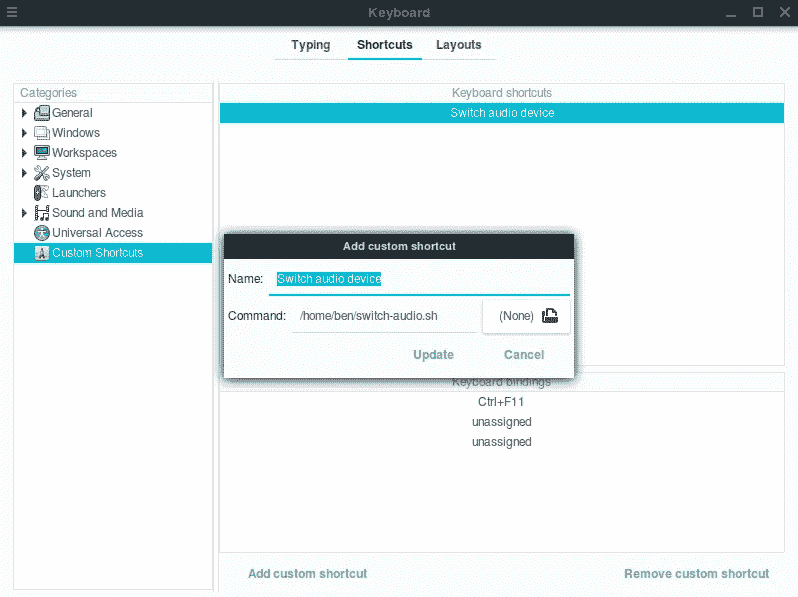 Keyboard
Typing Shortcuts Layouts
Categories
General
Windows
Workspaces
System
Launchers
Sound and Media
Universal Access
Custom Shortcuts
Keyboard shortcuts
Switch audio device
Add custom shortcut
Name: Switch audio device
Command: /home/ben/switch-audio.sh (None)
Update Cancel
Keyboard bindings
Ctrl+F11
unassigned
unassigned
Add custom shortcut Remove custom shortcut